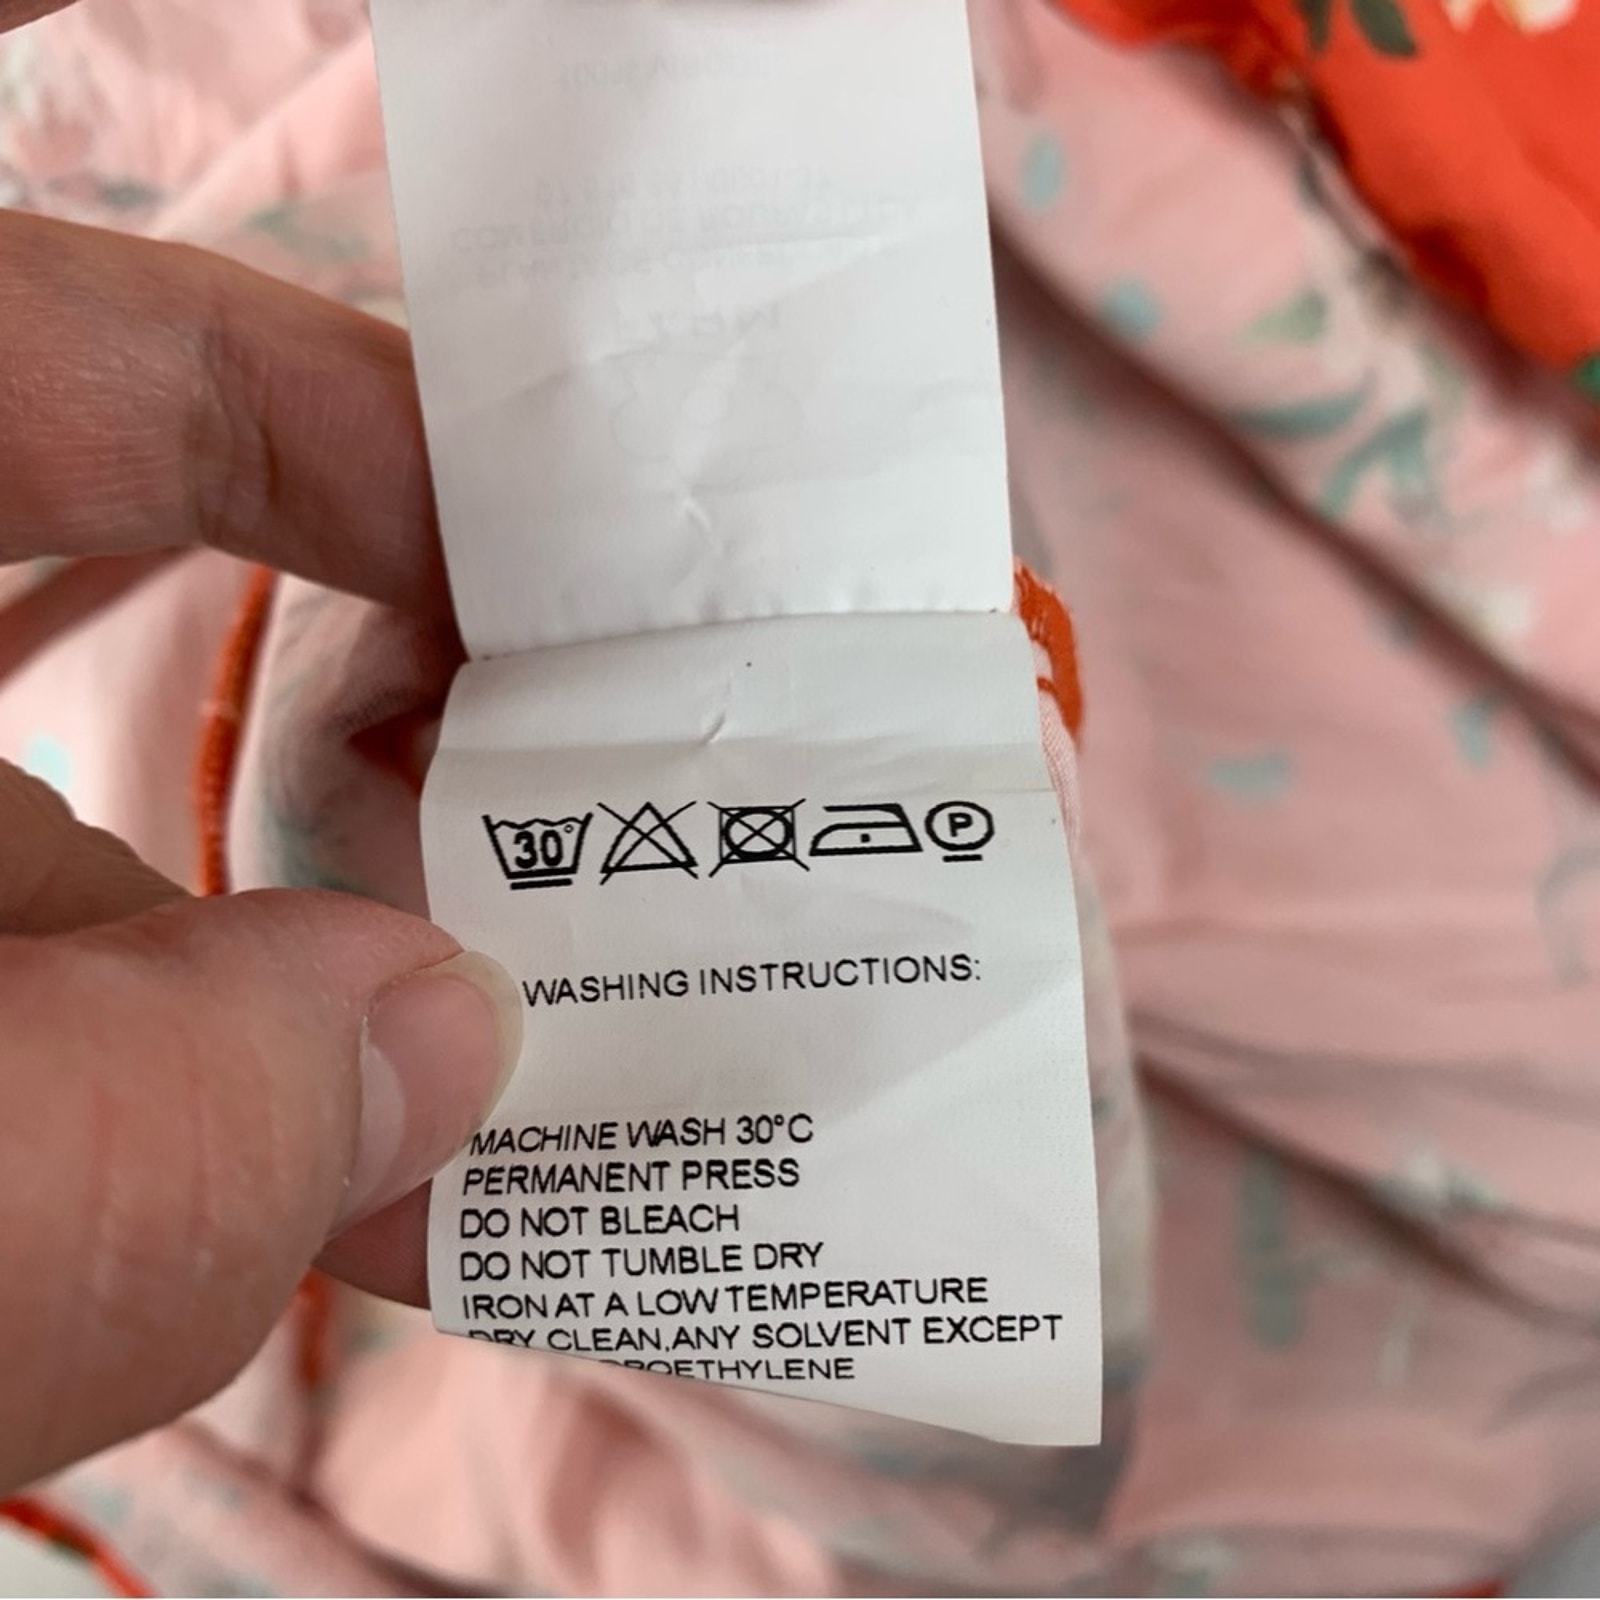 30°
P
WASHING INSTRUCTIONS:
MACHINE WASH 30°C
PERMANENT PRESS
DO NOT BLEACH
DO NOT TUMBLE DRY
IRON AT A LOW TEMPERATURE
DRY CLEAN,ANY SOLVENT EXCEPT